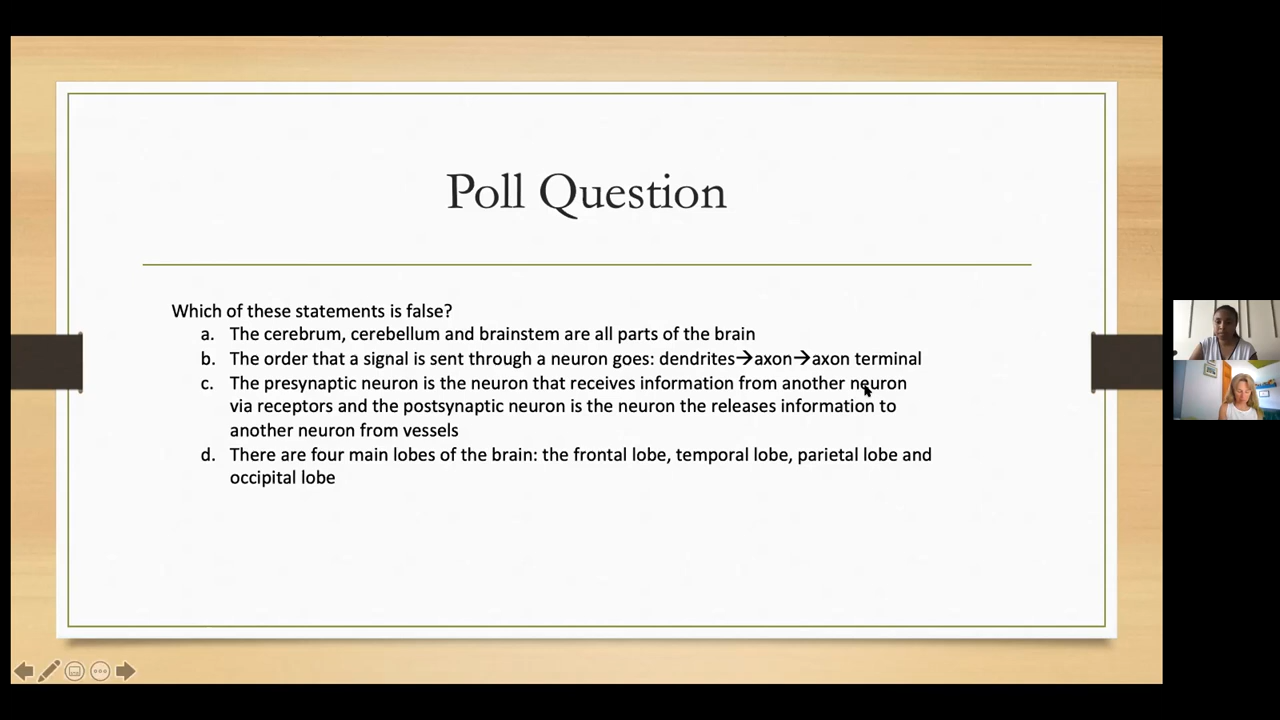 Poll Question
Which of these statements is false?
a. The cerebrum, cerebellum and brainstem are all parts of the brain
b. The order that a signal is sent through a neuron goes: dendrites→axon→axon terminal
c. The presynaptic neuron is the neuron that receives information from another neuron
via receptors and the postsynaptic neuron is the neuron the releases information to
another neuron from vessels
d. There are four main lobes of the brain: the frontal lobe, temporal lobe, parietal lobe and
occipital lobe